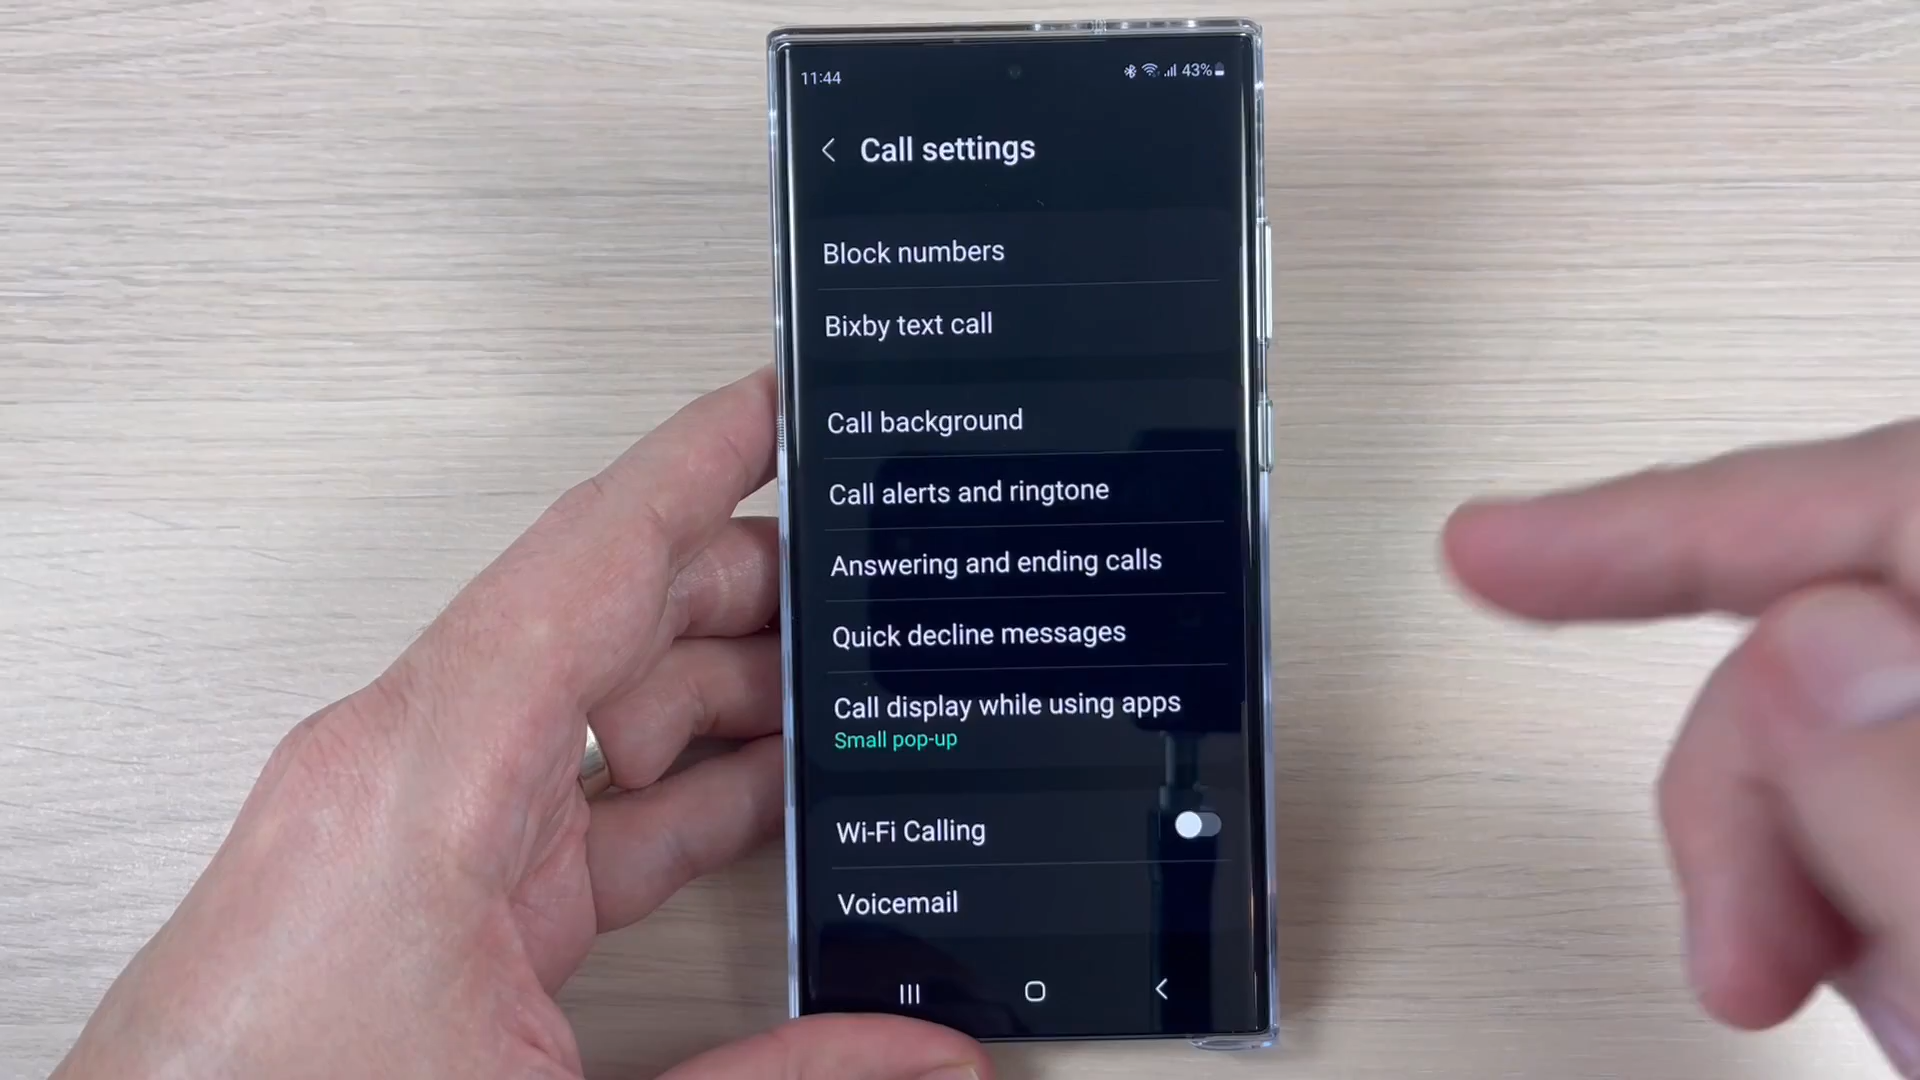 11:44
43%
Call settings
Block numbers
Bixby text call
Call background
Call alerts and ringtone
Answering and ending calls
Quick decline messages
Call display while using apps
Small pop-up
Wi-Fi Calling
Voicemail